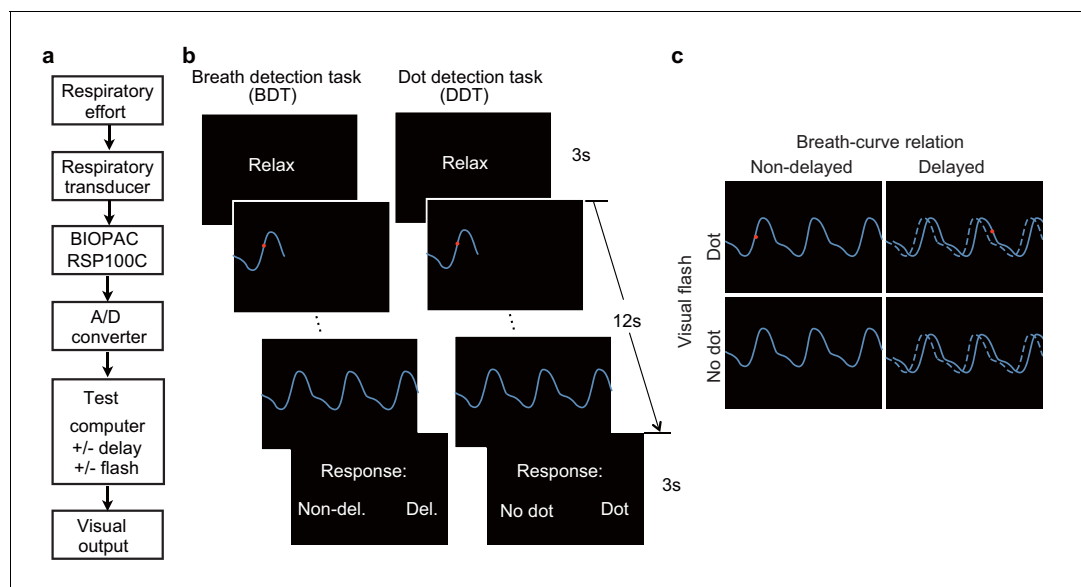 a
Respiratory
effort
Respiratory
transducer
BIOPAC
RSP100C
A/D
converter
Test
computer
+/- delay
+/- flash
Visual
output
b
Breath detection task
(BDT)
Dot detection task
(DDT)
Relax
Relax
3s
12s
Response:
Non-del. Del.
Response:
No dot Dot
3s
c
Breath-curve relation
Non-delayed Delayed
Visual flash
Dot
No dot